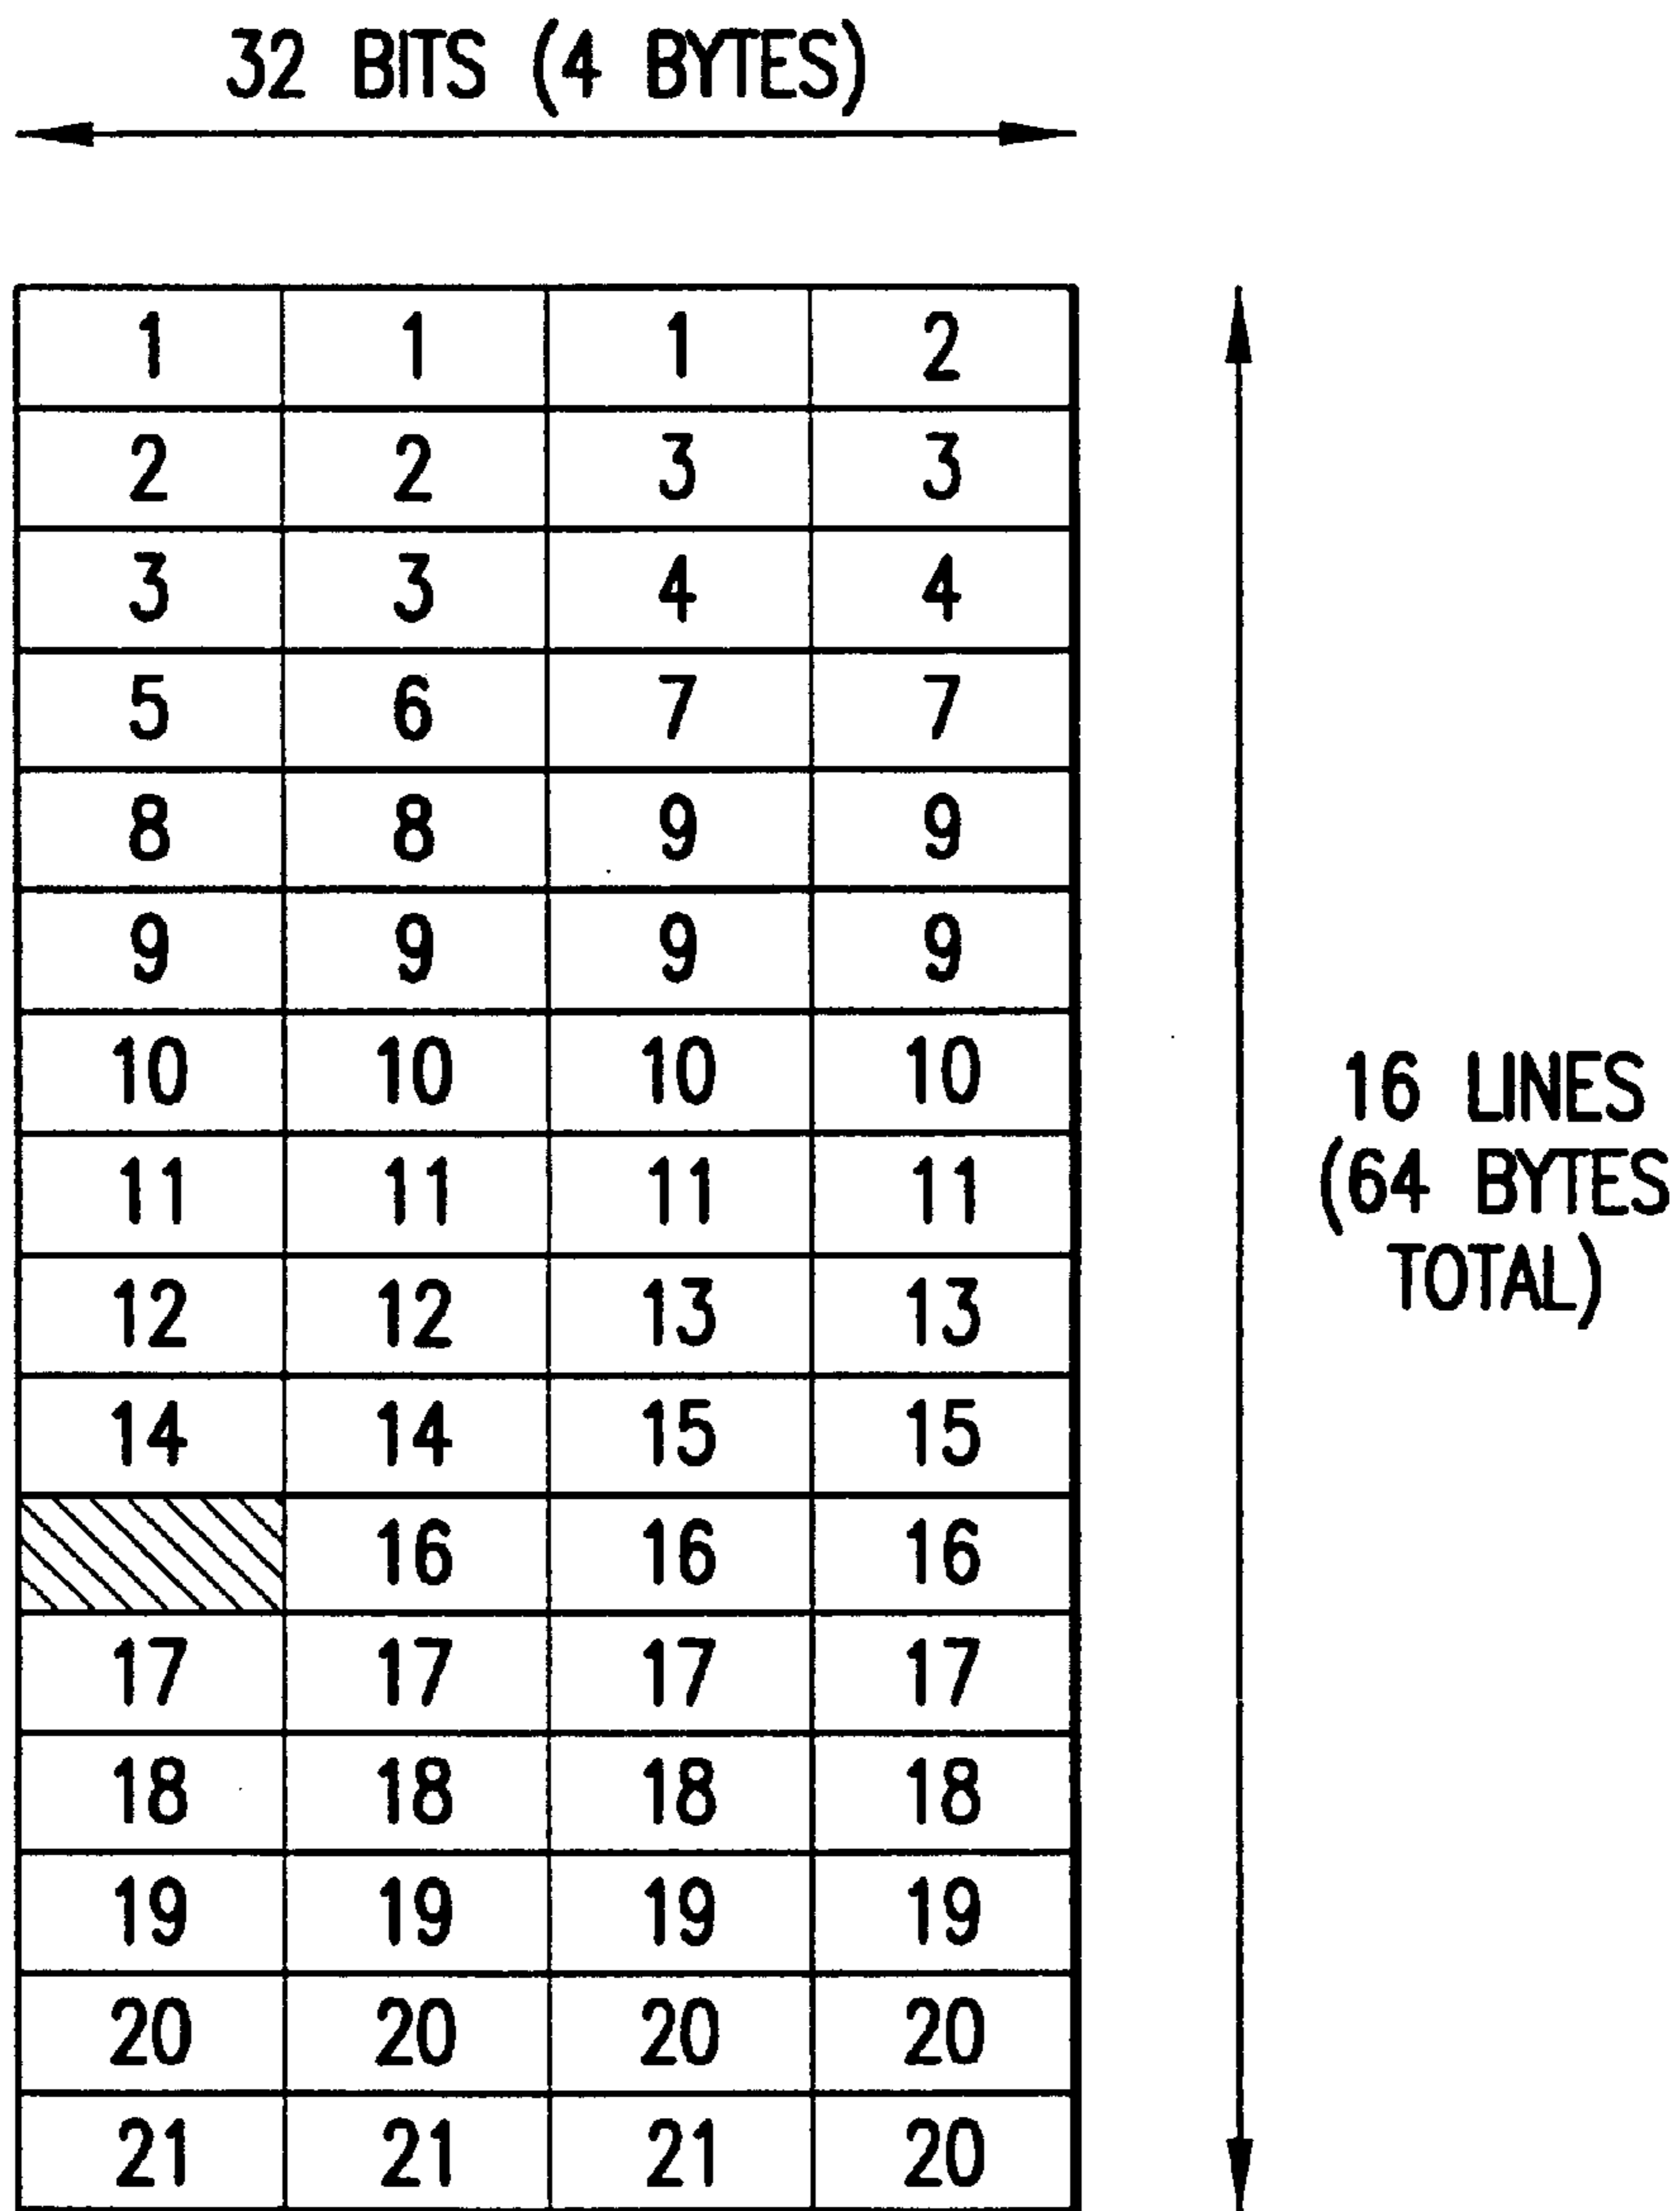 32 BITS (4 BYTES)
1 1 1 2
2 2 3 3
3 3 4 4
5 6 7 7
8 8 9 9
9 9 9 9
10 10 10 10
11 11 11 11
12 12 13 13
14 14 15 15
16 16 16
17 17 17 17
18 18 18 18
19 19 19 19
20 20 20 20
21 21 21 20
16 LINES
(64 BYTES
TOTAL)